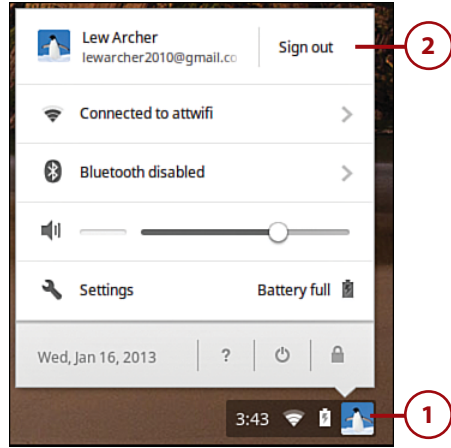 Lew Archer
lewarcher2010@gmail.co
Sign out
2
Connected to attwifi
Bluetooth disabled
Settings
Battery full
Wed, Jan 16, 2013
?
3:43
1